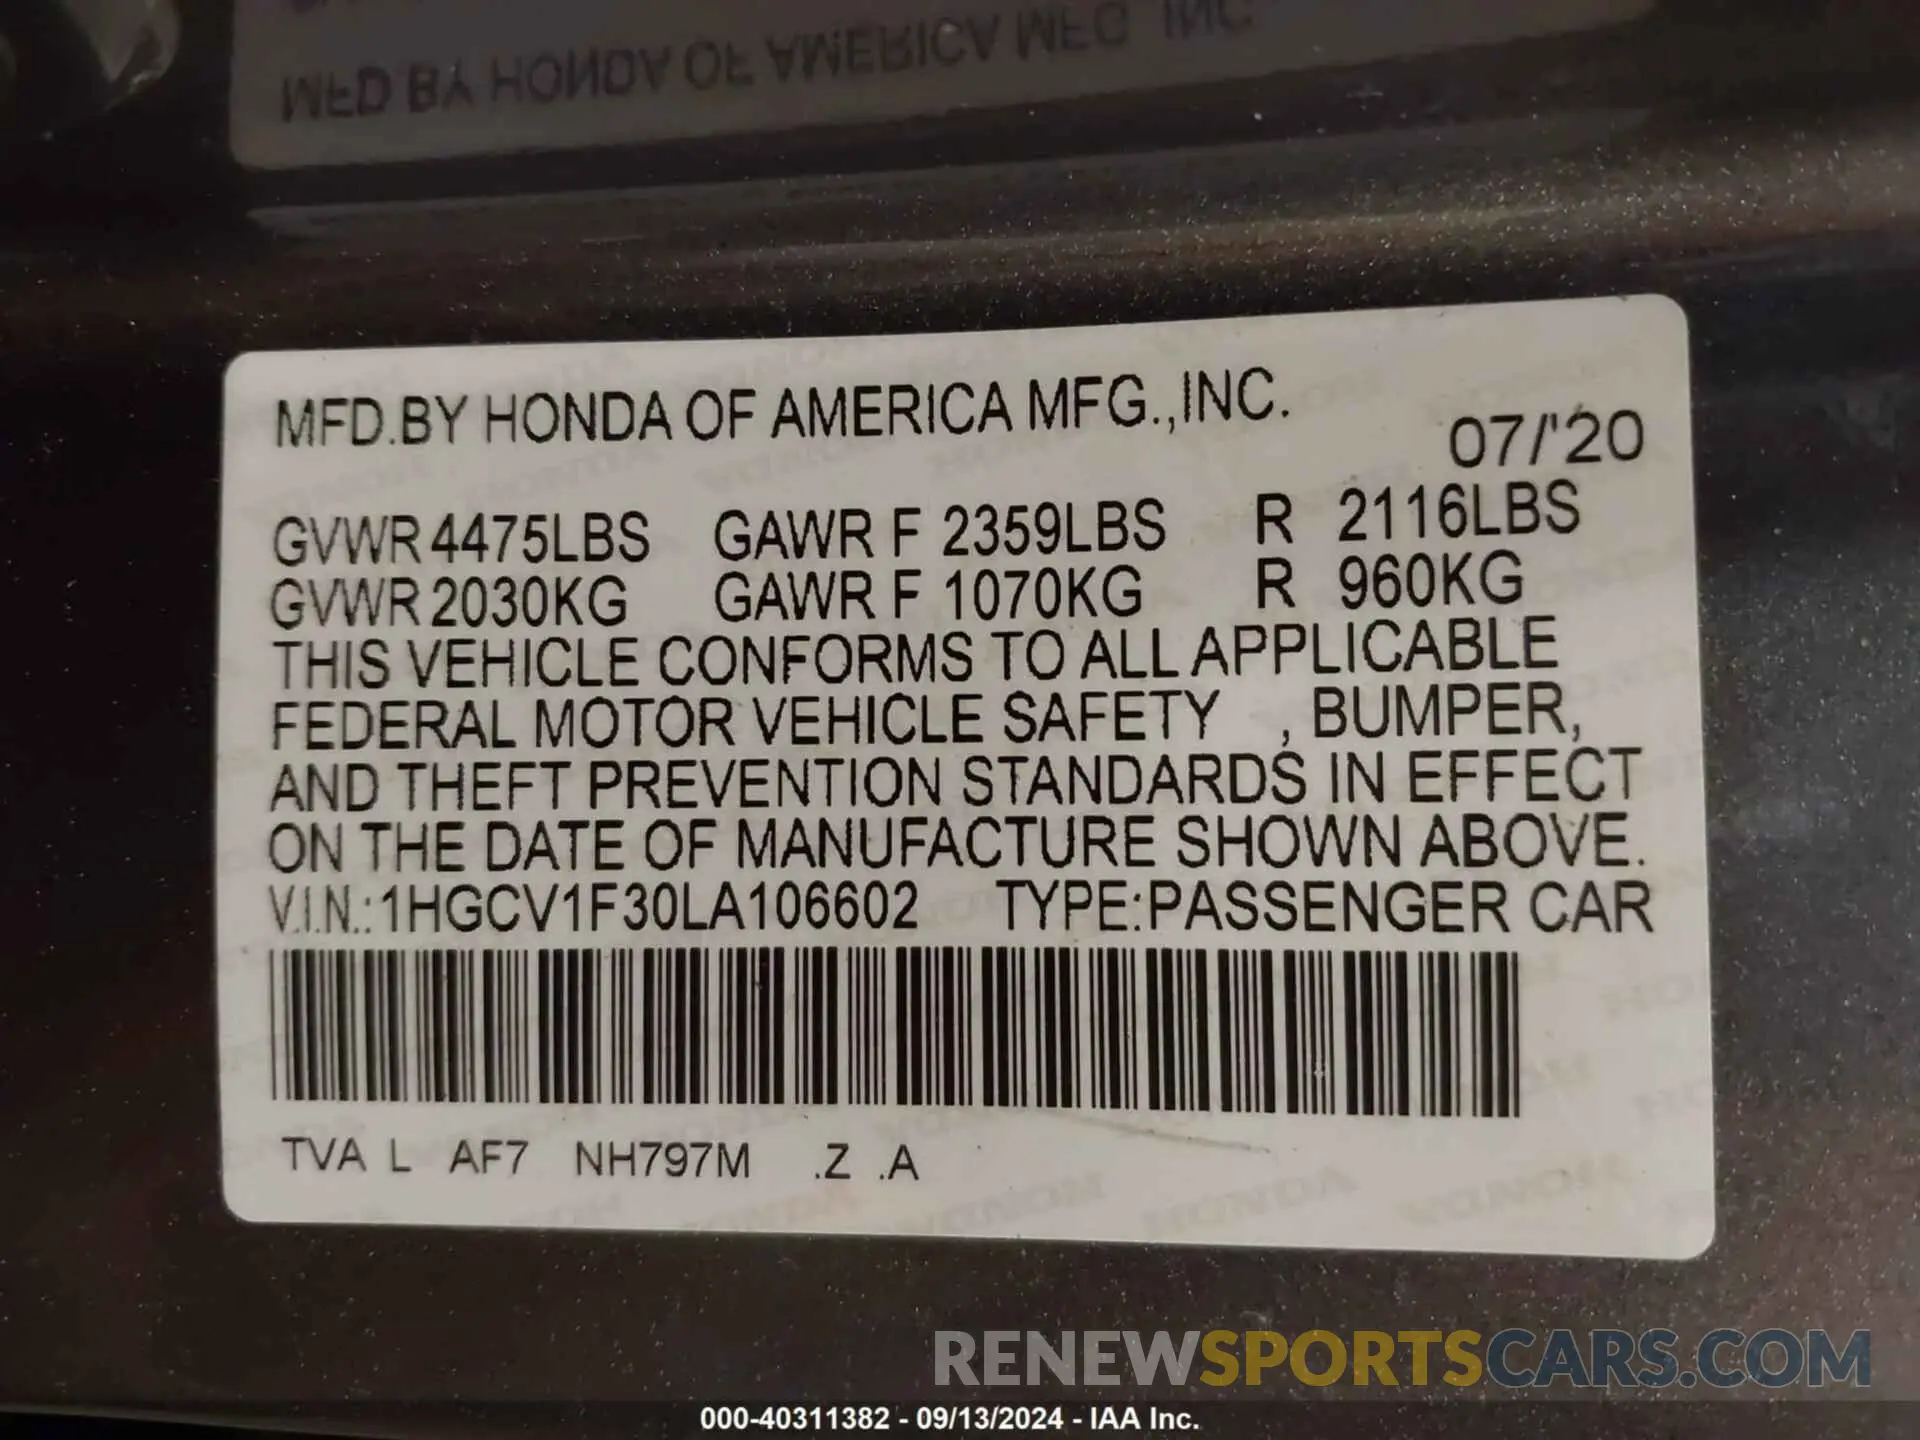 MFD BY HONDA OF AMERICA MFG INC
MFD.BY HONDA OF AMERICA MFG.,INC.
07/'20
GVWR 4475LBS GAWR F 2359LBS R 2116LBS
GVWR 2030KG GAWR F 1070KG R 960KG
THIS VEHICLE CONFORMS TO ALL APPLICABLE
FEDERAL MOTOR VEHICLE SAFETY , BUMPER,
AND THEFT PREVENTION STANDARDS IN EFFECT
ON THE DATE OF MANUFACTURE SHOWN ABOVE.
V.I.N.:1HGCV1F30LA106602 TYPE:PASSENGER CAR
TVA L AF7 NH797M .Z .A
RENEWSPORTSCARS.COM
000-40311382 - 09/13/2024 - IAA Inc.